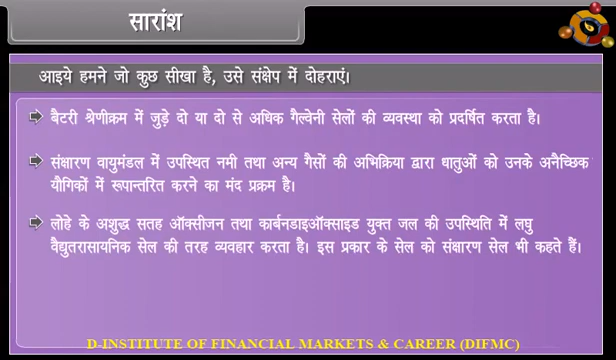 सारांश
आइये हमने जो कुछ सीखा है, उसे संक्षेप में दोहराएं।
बैटरी श्रेणीक्रम में जुड़े दो या दो से अधिक गैल्वेनी सेलों की व्यवस्था को प्रदर्षित करता है।
संक्षारण वायुमंडल में उपस्थित नमी तथा अन्य गैसों की अभिक्रिया द्वारा धातुओं को उनके अनैच्छिक
यौगिकों में रूपान्तरित करने का मंद प्रक्रम है।
लोहे के अशुद्ध सतह ऑक्सीजन तथा कार्बनडाइऑक्साइड युक्त जल की उपस्थिति में लघु
वैद्युतरासायनिक सेल की तरह व्यवहार करता है। इस प्रकार के सेल को संक्षारण सेल भी कहते हैं।
D-INSTITUTE OF FINANCIAL MARKETS & CAREER (DIFMC)